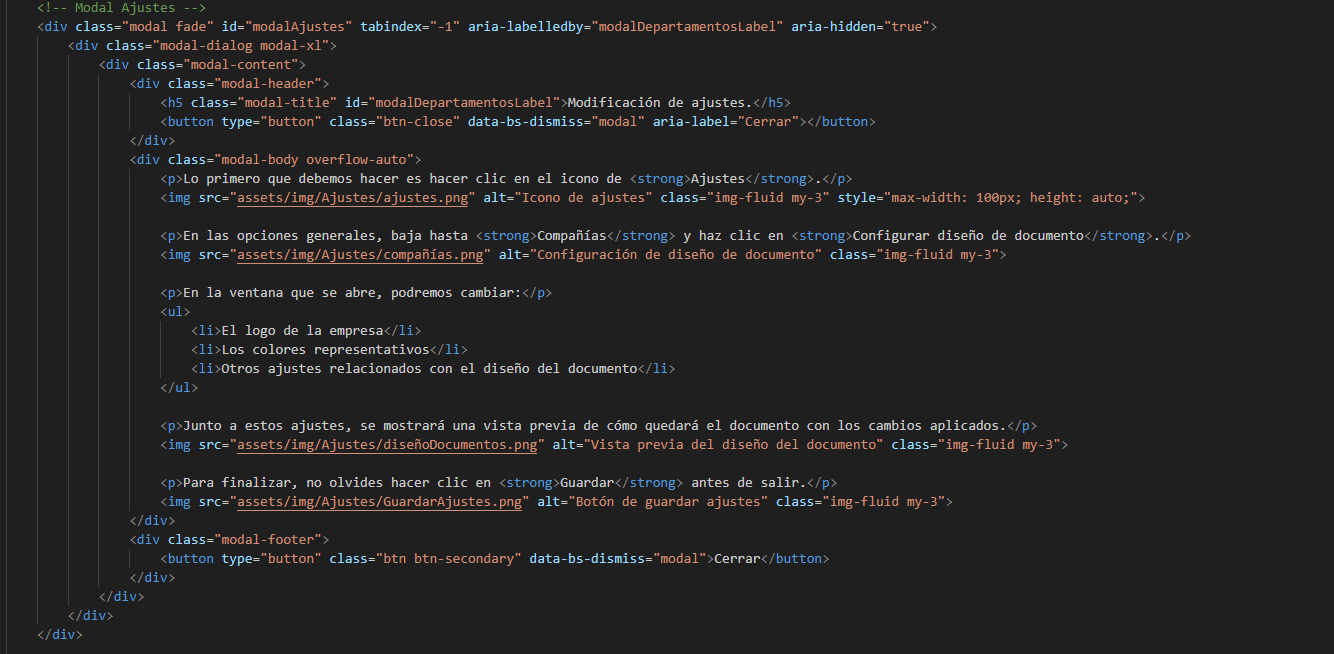 <!-- Modal Ajustes -->
<div class="modal fade" id="modalAjustes" tabindex="-1" aria-labelledby="modalDepartamentosLabel" aria-hidden="true">
<div class="modal-dialog modal-xl">
<div class="modal-content">
<div class="modal-header">
<h5 class="modal-title" id="modalDepartamentosLabel">Modificación de ajustes.</h5>
<button type="button" class="btn-close" data-bs-dismiss="modal" aria-label="Cerrar"></button>
</div>
<div class="modal-body overflow-auto">
<p>Lo primero que debemos hacer es hacer clic en el icono de <strong>Ajustes</strong>.</p>
<img src="assets/img/Ajustes/ajustes.png" alt="Icono de ajustes" class="img-fluid my-3" style="max-width: 100px; height: auto;">
<p>En las opciones generales, baja hasta <strong>Compañías</strong> y haz clic en <strong>Configurar diseño de documento</strong>.</p>
<img src="assets/img/Ajustes/compañías.png" alt="Configuración de diseño de documento" class="img-fluid my-3">
<p>En la ventana que se abre, podremos cambiar:</p>
<ul>
<li>El logo de la empresa</li>
<li>Los colores representativos</li>
<li>Otros ajustes relacionados con el diseño del documento</li>
</ul>
<p>Junto a estos ajustes, se mostrará una vista previa de cómo quedará el documento con los cambios aplicados.</p>
<img src="assets/img/Ajustes/diseñoDocumentos.png" alt="Vista previa del diseño del documento" class="img-fluid my-3">
<p>Para finalizar, no olvides hacer clic en <strong>Guardar</strong> antes de salir.</p>
<img src="assets/img/Ajustes/GuardarAjustes.png" alt="Botón de guardar ajustes" class="img-fluid my-3">
</div>
<div class="modal-footer">
<button type="button" class="btn btn-secondary" data-bs-dismiss="modal">Cerrar</button>
</div>
</div>
</div>
</div>